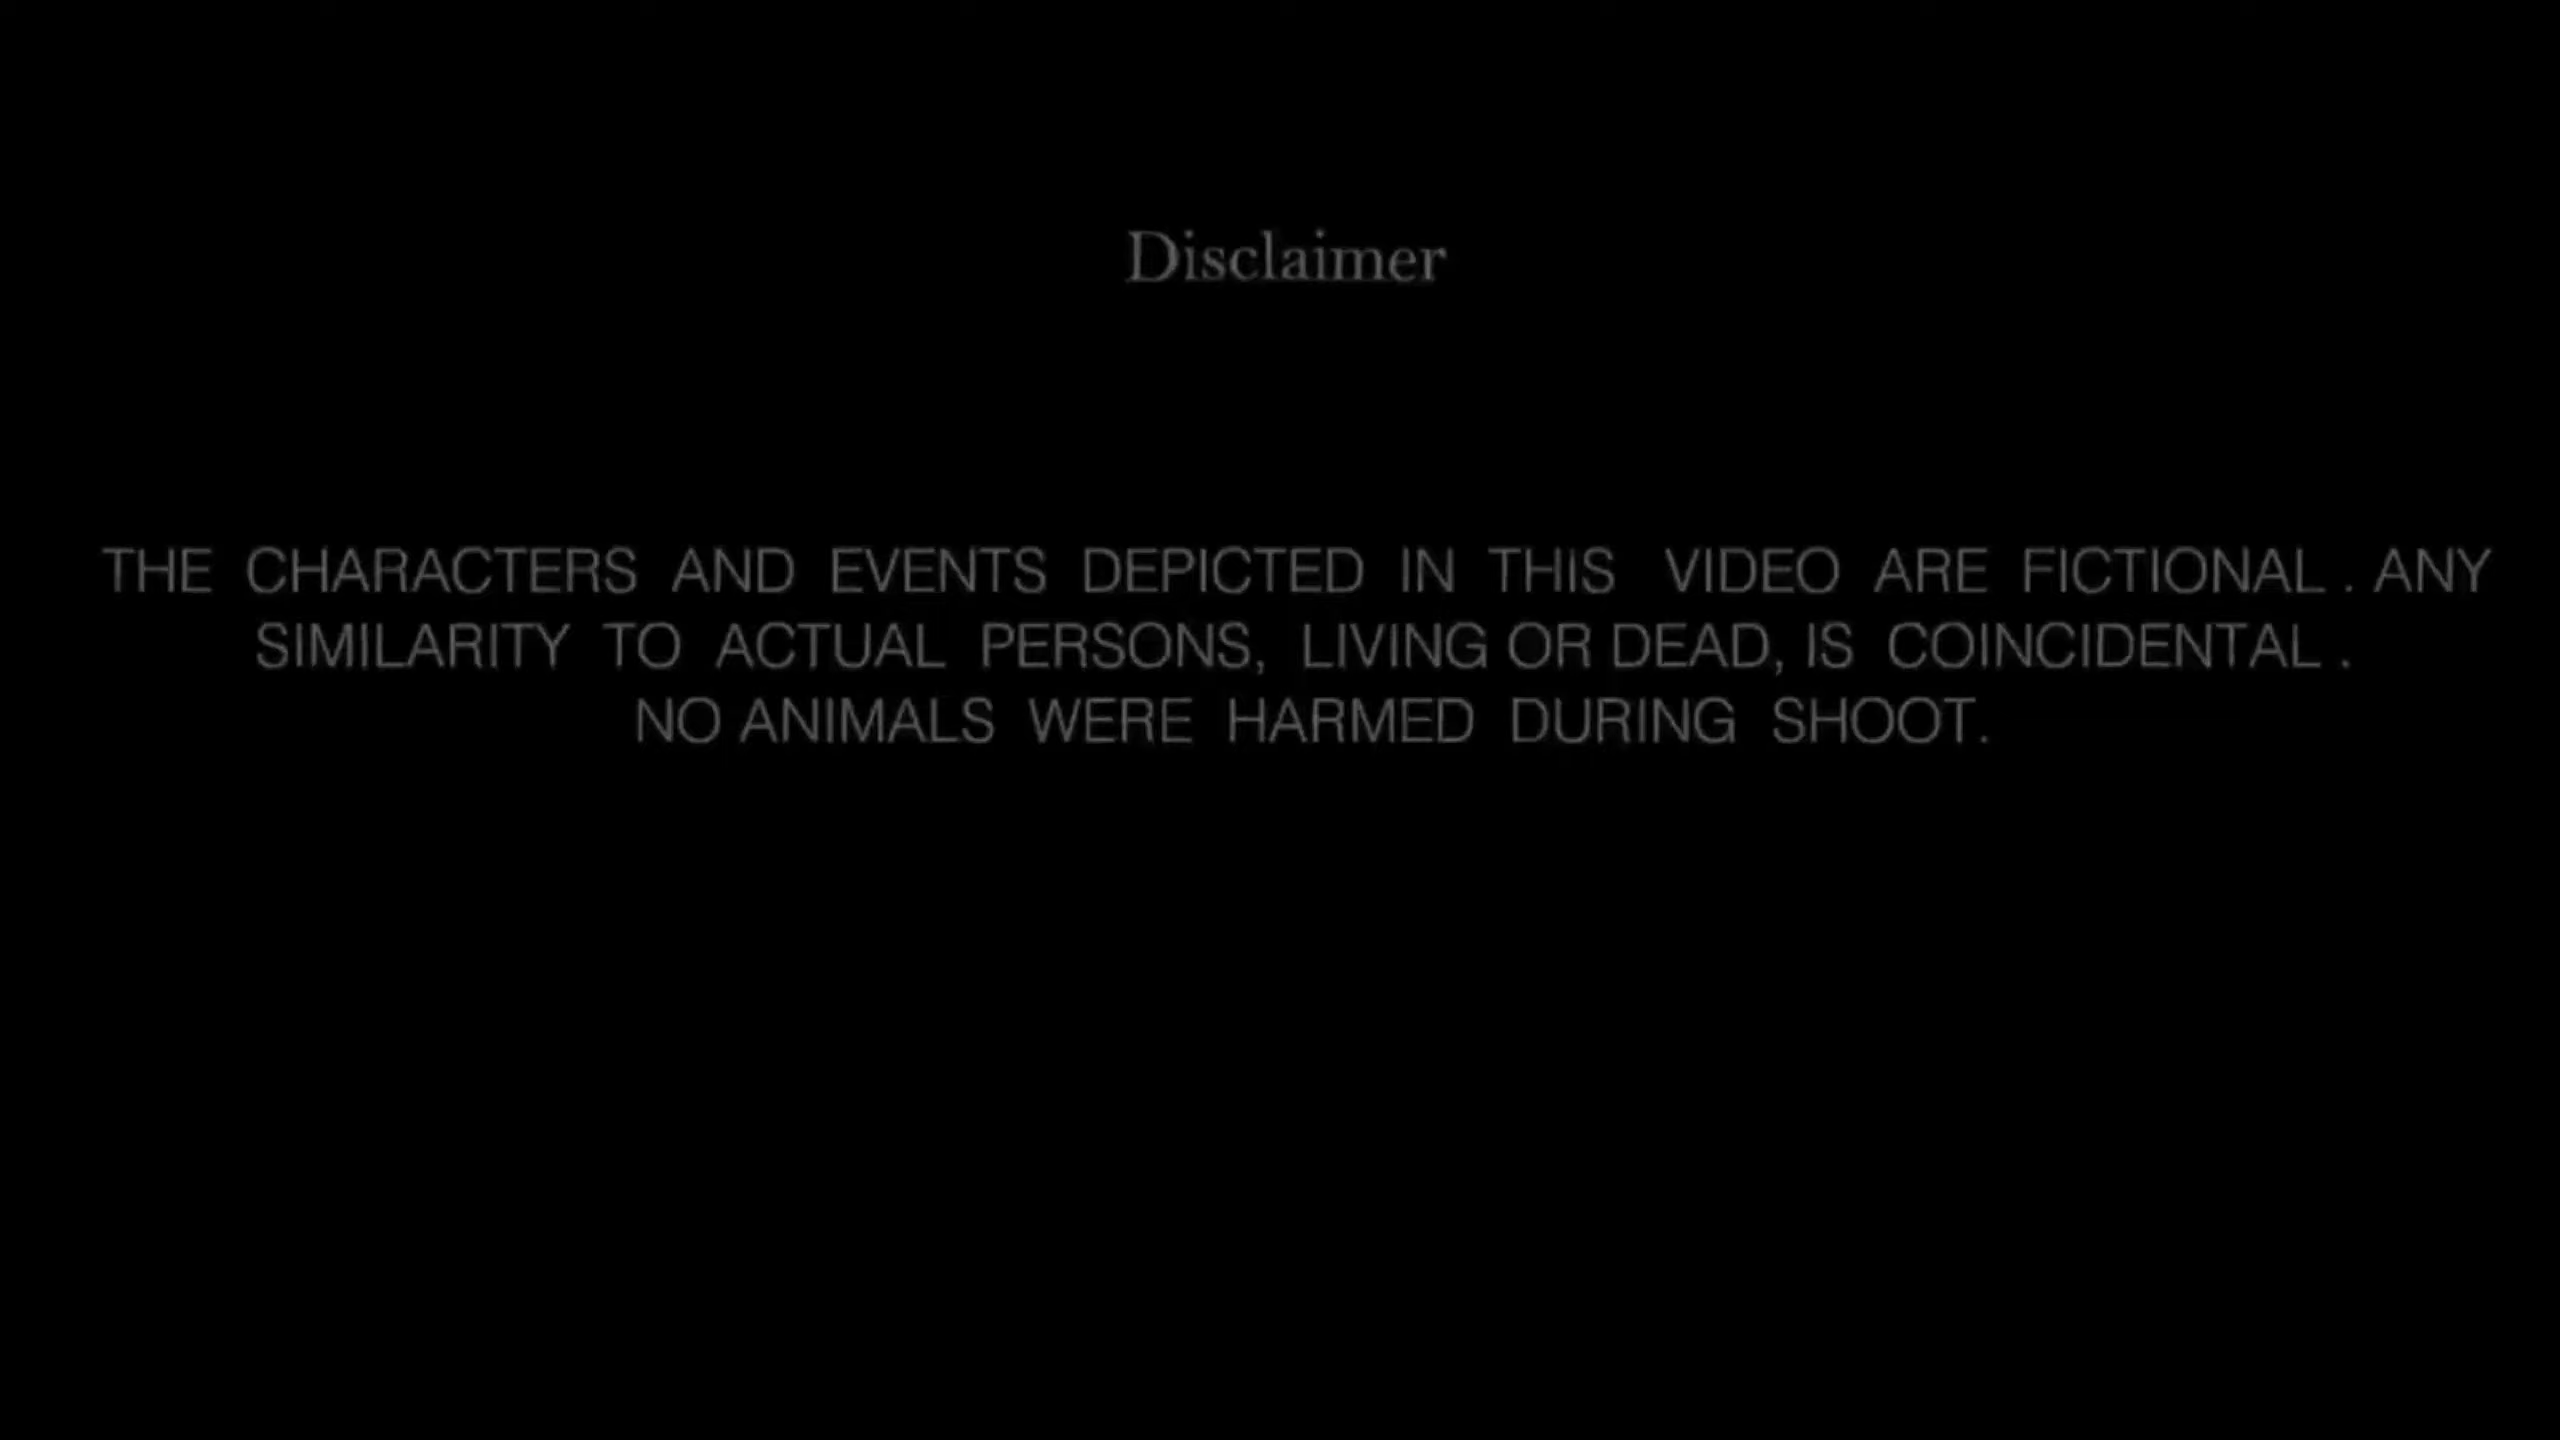 Disclaimer
THE CHARACTERS AND EVENTS DEPICTED IN THIS VIDEO ARE FICTIONAL . ANY
SIMILARITY TO ACTUAL PERSONS, LIVING OR DEAD, IS COINCIDENTAL .
NO ANIMALS WERE HARMED DURING SHOOT.